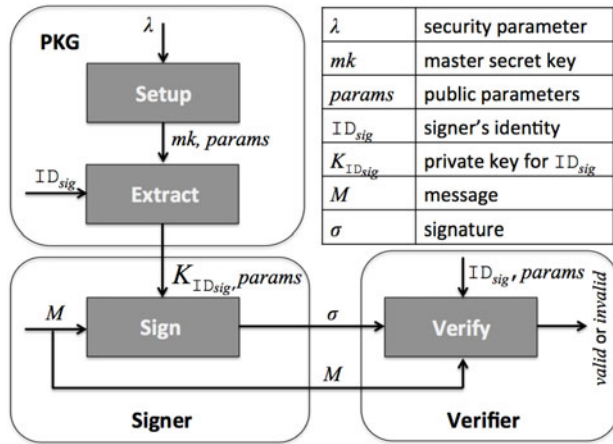 PKG
λ
Setup
mk, params
ID_sig
Extract
K_ID_sig, params
M
Sign
σ
M
Signer
ID_sig, params
Verify
valid or invalid
Verifier
λ security parameter
mk master secret key
params public parameters
ID_sig signer's identity
K_ID_sig private key for ID_sig
M message
σ signature